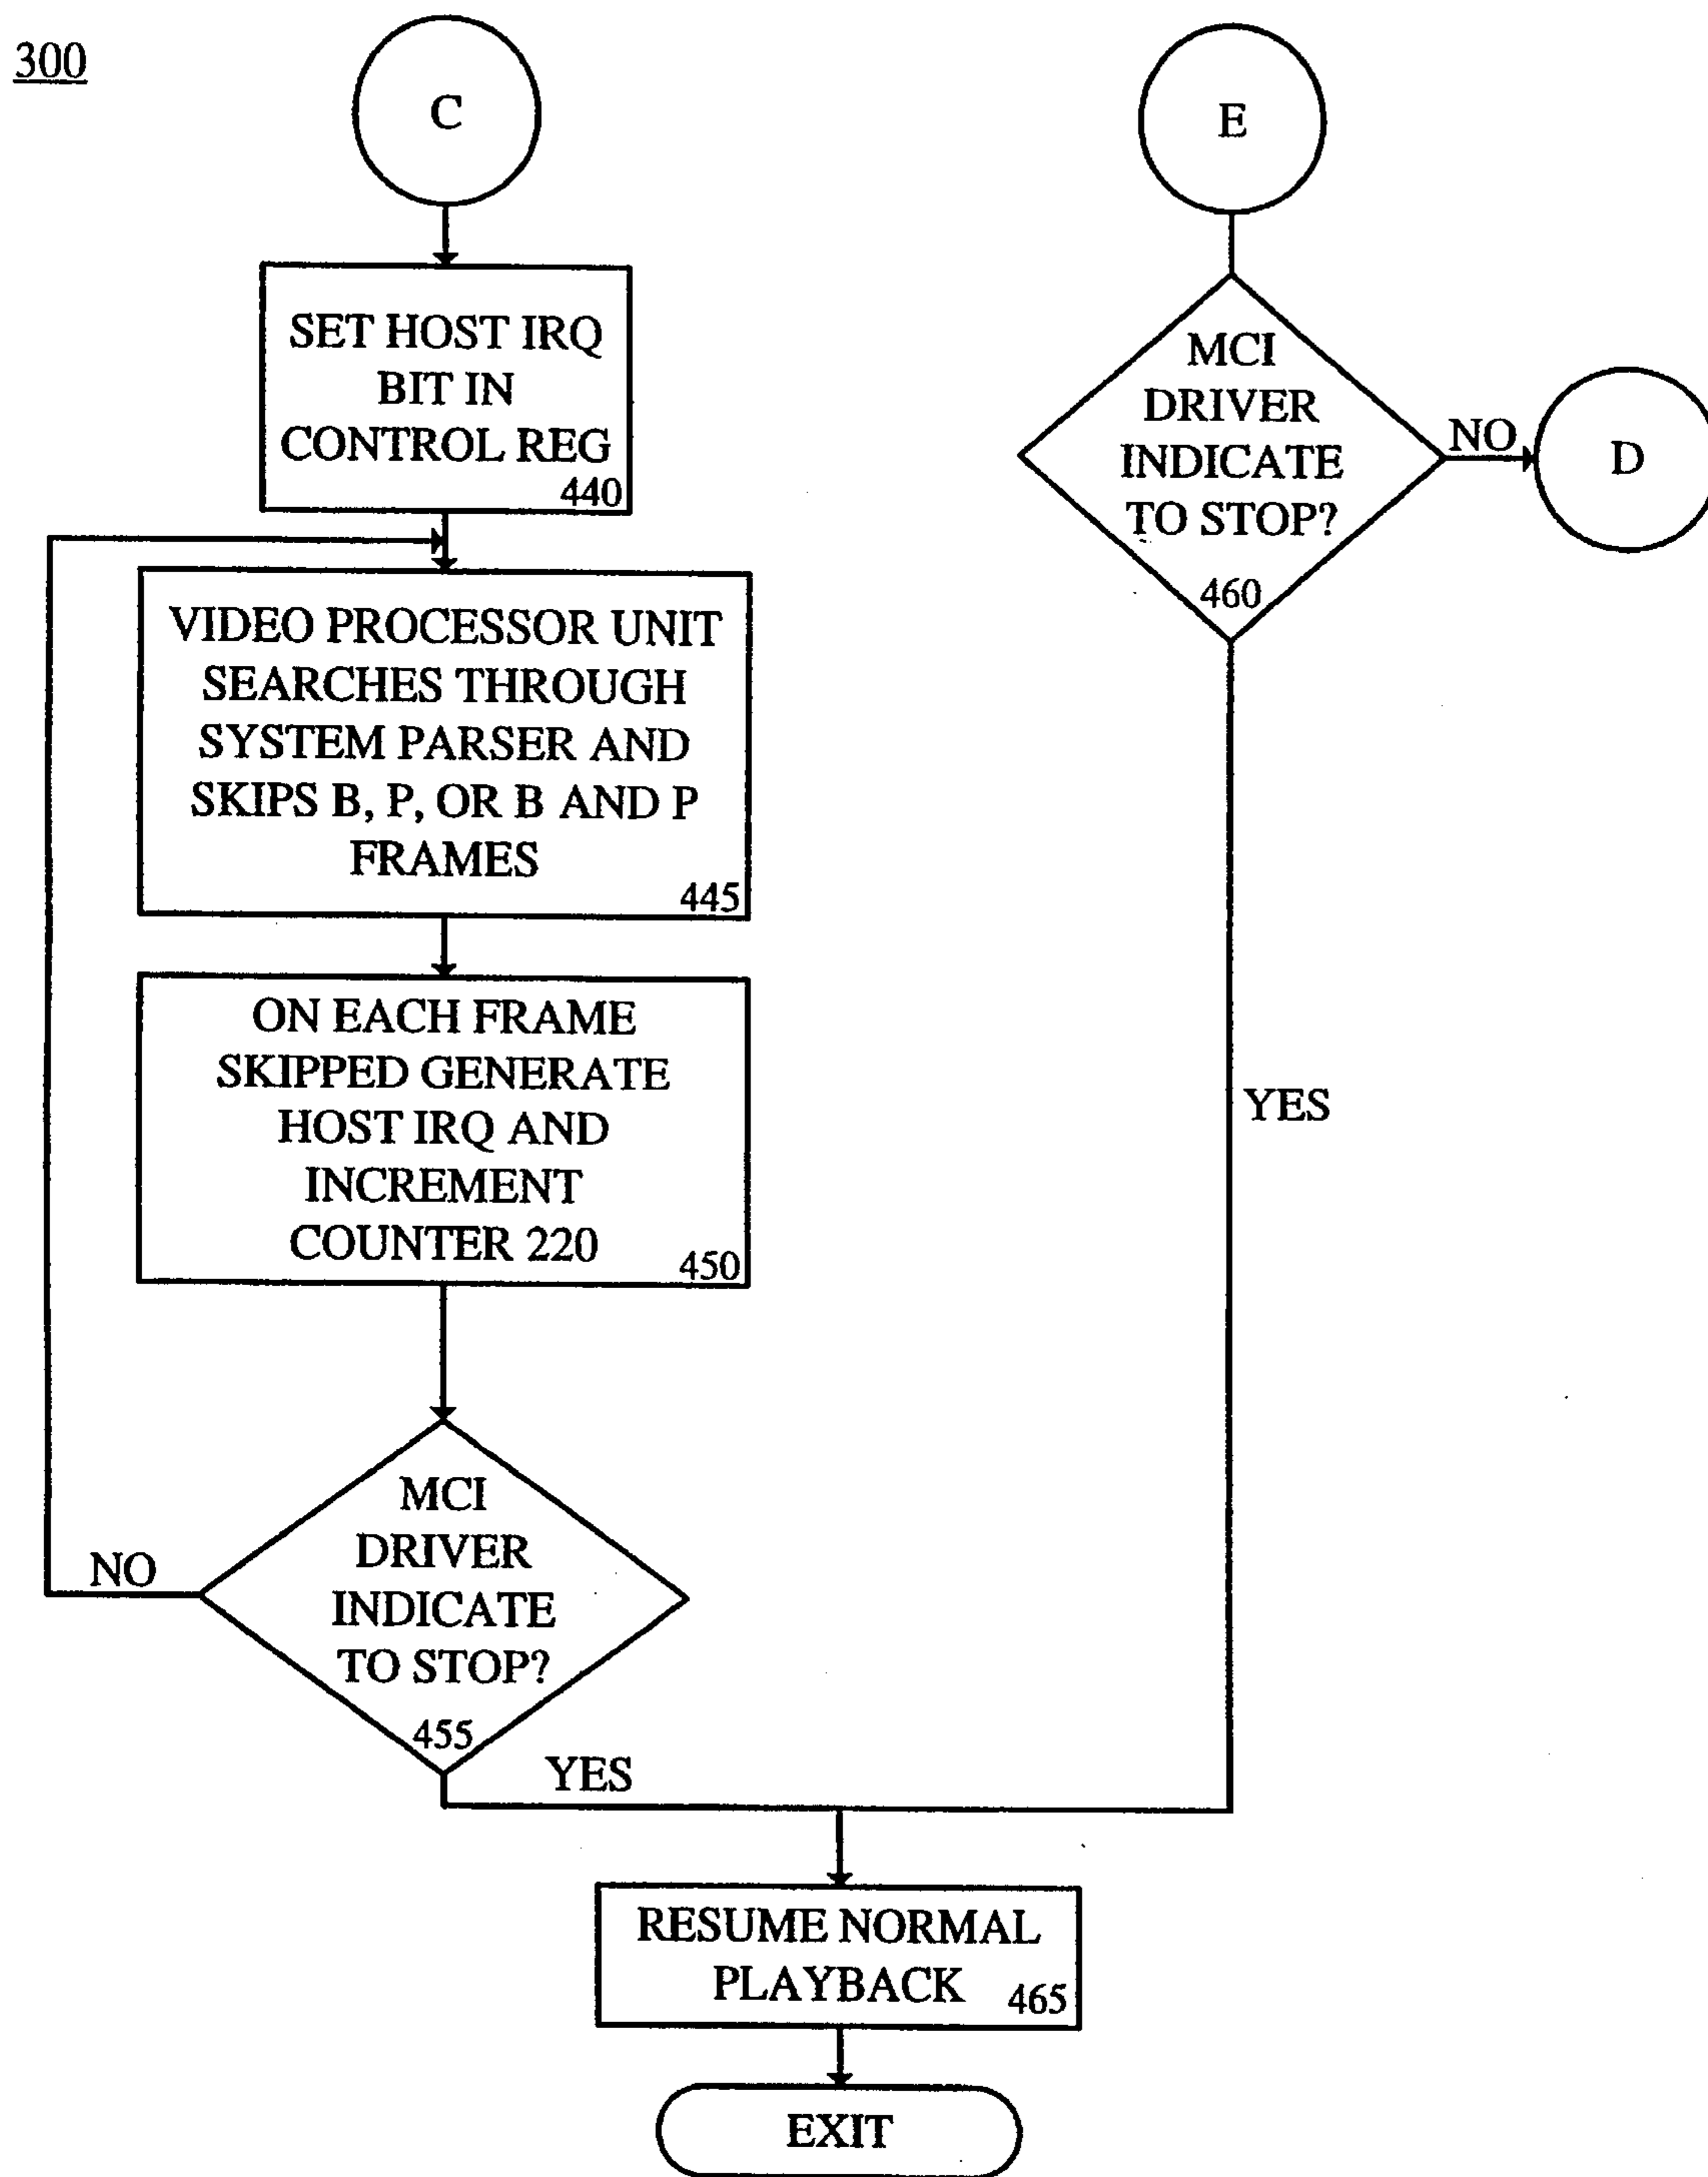 300
C
SET HOST IRQ
BIT IN
CONTROL REG
440
VIDEO PROCESSOR UNIT
SEARCHES THROUGH
SYSTEM PARSER AND
SKIPS B, P, OR B AND P
FRAMES
445
ON EACH FRAME
SKIPPED GENERATE
HOST IRQ AND
INCREMENT
COUNTER 220
450
MCI
DRIVER
INDICATE
TO STOP?
455
NO
YES
E
MCI
DRIVER
INDICATE
TO STOP?
460
NO
D
YES
RESUME NORMAL
PLAYBACK
465
EXIT